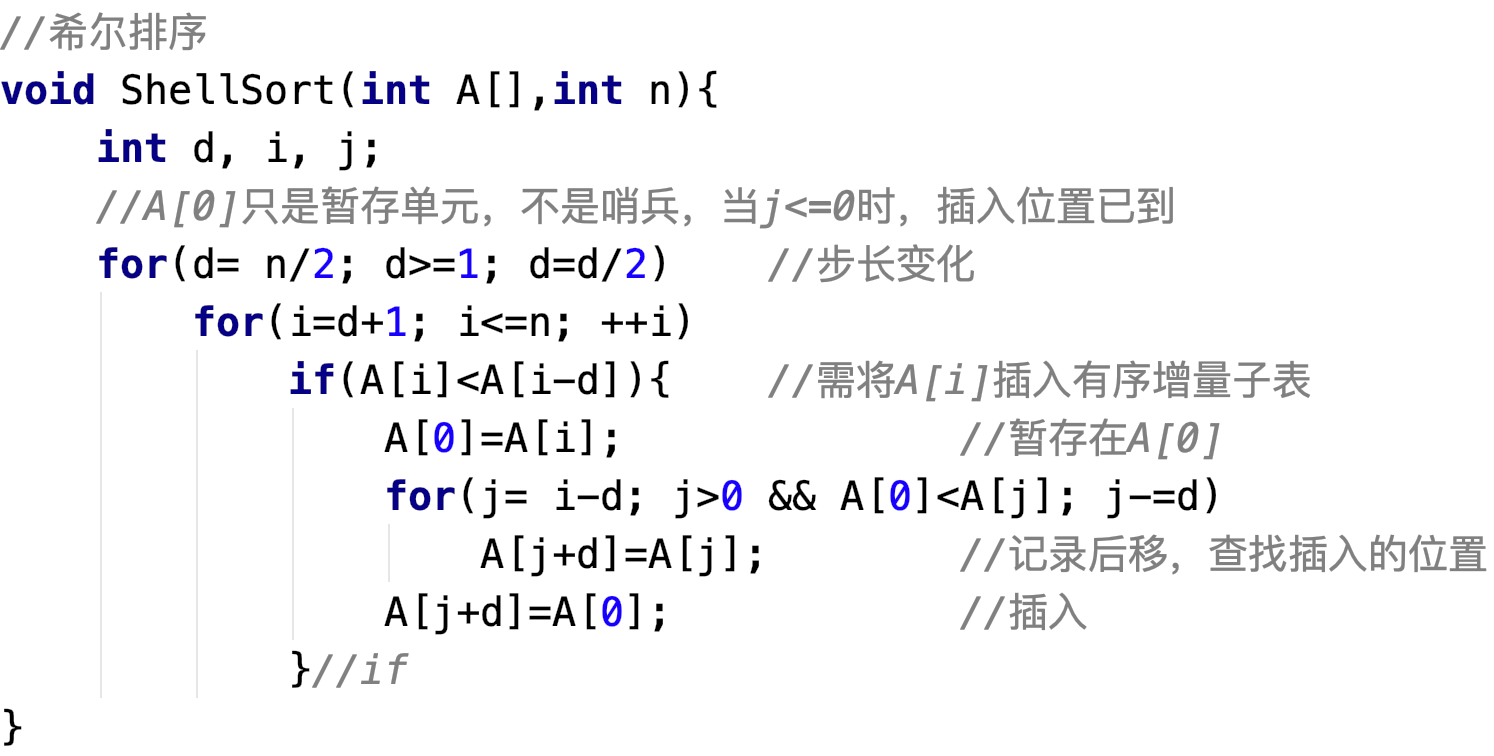 //希尔排序
void ShellSort(int A[],int n){
    int d, i, j;
    //A[0]只是暂存单元，不是哨兵，当j<=0时，插入位置已到
    for(d= n/2; d>=1; d=d/2)    //步长变化
        for(i=d+1; i<=n; ++i)
            if(A[i]<A[i-d]){    //需将A[i]插入有序增量子表
                A[0]=A[i];              //暂存在A[0]
                for(j= i-d; j>0 && A[0]<A[j]; j-=d)
                    A[j+d]=A[j];        //记录后移，查找插入的位置
                A[j+d]=A[0];            //插入
            }//if
}